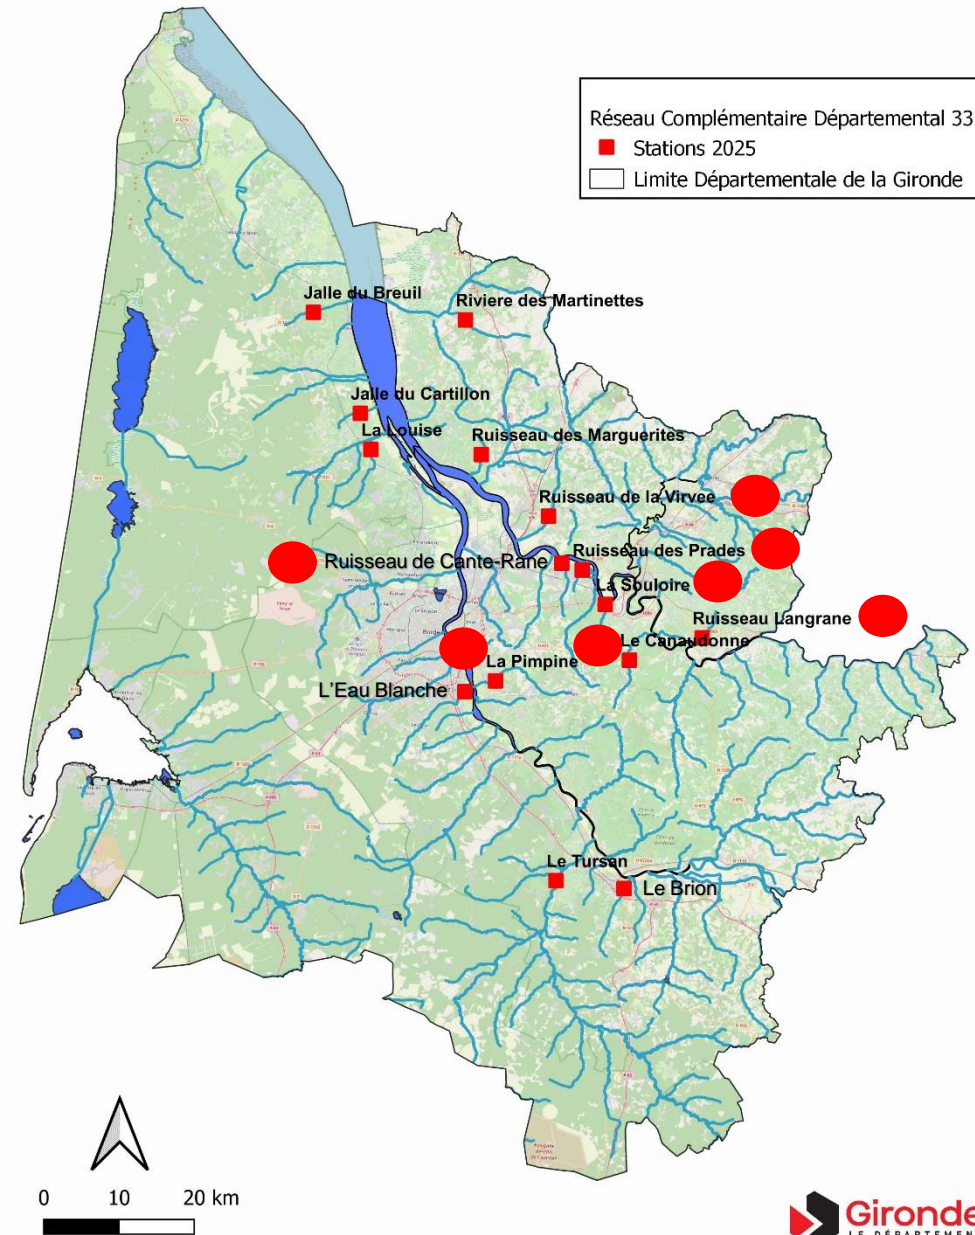 Réseau Complémentaire Départemental 33
Stations 2025
Limite Départementale de la Gironde
Jalle du Breuil
Riviere des Martinettes
Jalle du Cartillon
La Louise
Ruisseau des Marguerites
Ruisseau de la Virvee
Ruisseau des Prades
Ruisseau de Cante-Rane
La Souloire
Ruisseau Langrane
Le Canaudonne
La Pimpine
L'Eau Blanche
Le Tursan
Le Brion
0 10 20 km
Gironde
LE DÉPARTEMENT